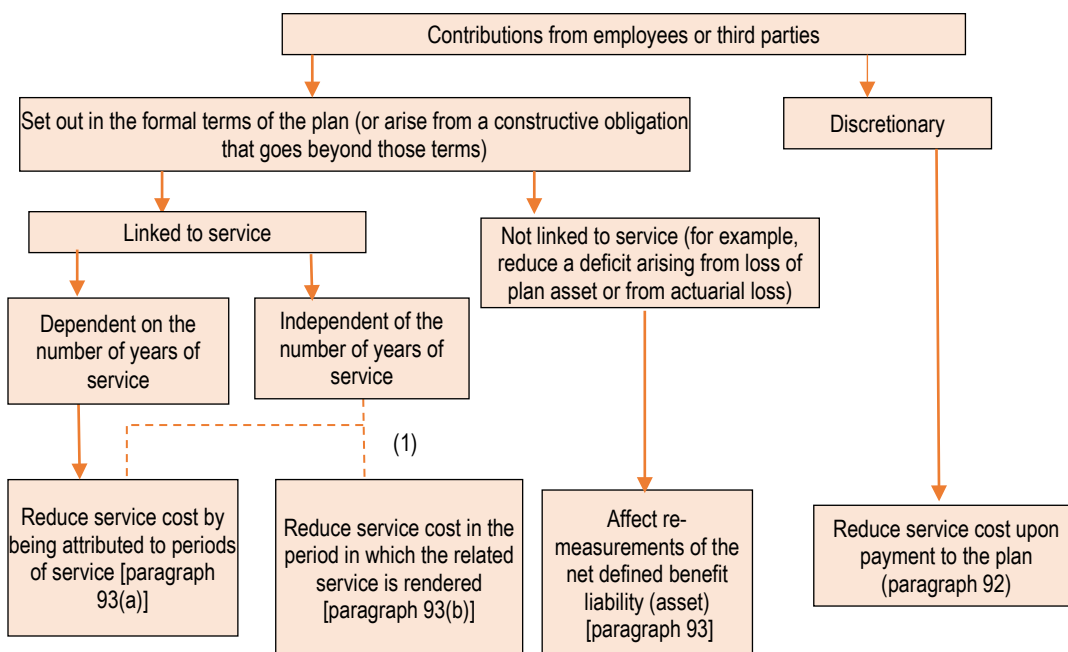 Contributions from employees or third parties
Set out in the formal terms of the plan (or arise from a constructive obligation
that goes beyond those terms)
Discretionary
Linked to service
Not linked to service (for example,
reduce a deficit arising from loss of
plan asset or from actuarial loss)
Dependent on the
number of years of
service
Independent of the
number of years of
service
(1)
Reduce service cost by
being attributed to periods
of service [paragraph
93(a)]
Reduce service cost in the
period in which the related
service is rendered
[paragraph 93(b)]
Affect re-
measurements of the
net defined benefit
liability (asset)
[paragraph 93]
Reduce service cost upon
payment to the plan
(paragraph 92)